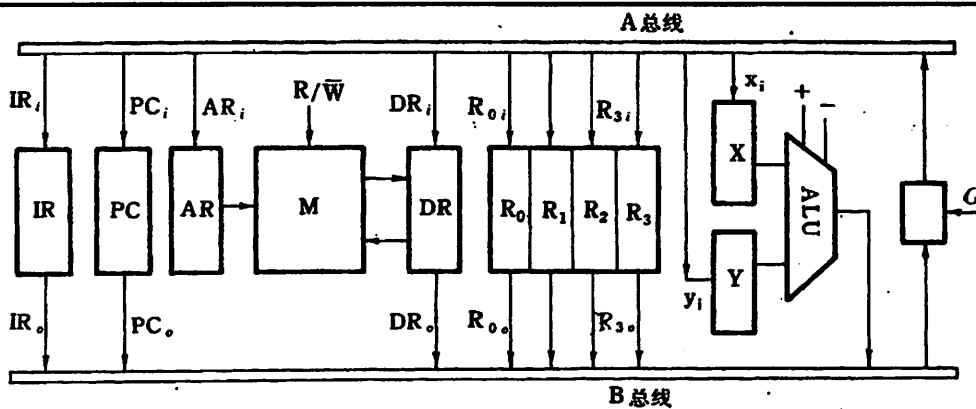 A总线
IRᵢ
PCᵢ
ARᵢ
R/W̅
DRᵢ
R₀ᵢ
R₃ᵢ
xᵢ
+
−
IR
PC
AR
M
DR
R₀
R₁
R₂
R₃
X
Y
ALU
G
yᵢ
IRₒ
PCₒ
DRₒ
R₀ₒ
R₃ₒ
B总线